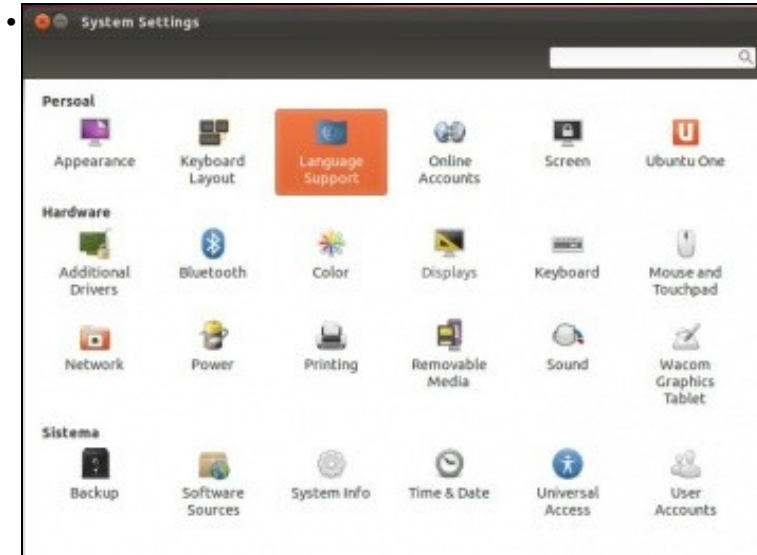 System Settings
Persoal
Appearance
Keyboard
Layout
Language
Support
Online
Accounts
Screen
Ubuntu One
Hardware
Additional
Drivers
Bluetooth
Color
Displays
Keyboard
Mouse and
Touchpad
Network
Power
Printing
Removable
Media
Sound
Wacom
Graphics
Tablet
Sistema
Backup
Software
Sources
System Info
Time & Date
Universal
Access
User
Accounts